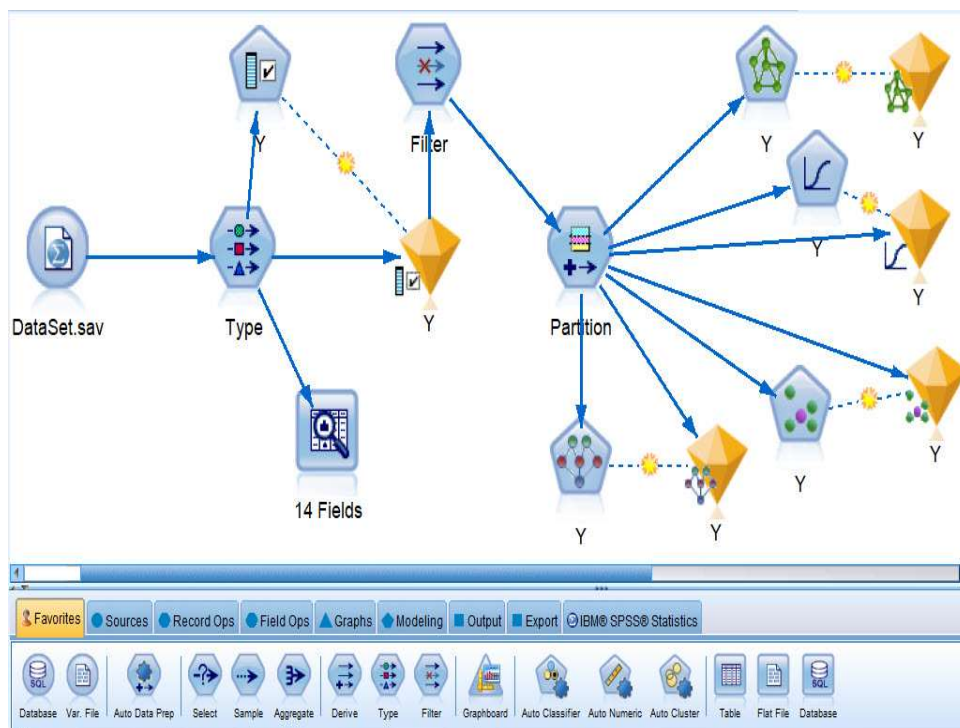 Y
Filter
Y
Y
Y
Y
DataSet.sav
Type
Y
Partition
14 Fields
Y
Y
Y
Y
Favorites Sources Record Ops Field Ops Graphs Modeling Output Export IBM® SPSS® Statistics
SQL SQL
Database Var. File Auto Data Prep Select Sample Aggregate Derive Type Filter Graphboard Auto Classifier Auto Numeric Auto Cluster Table Flat File Database